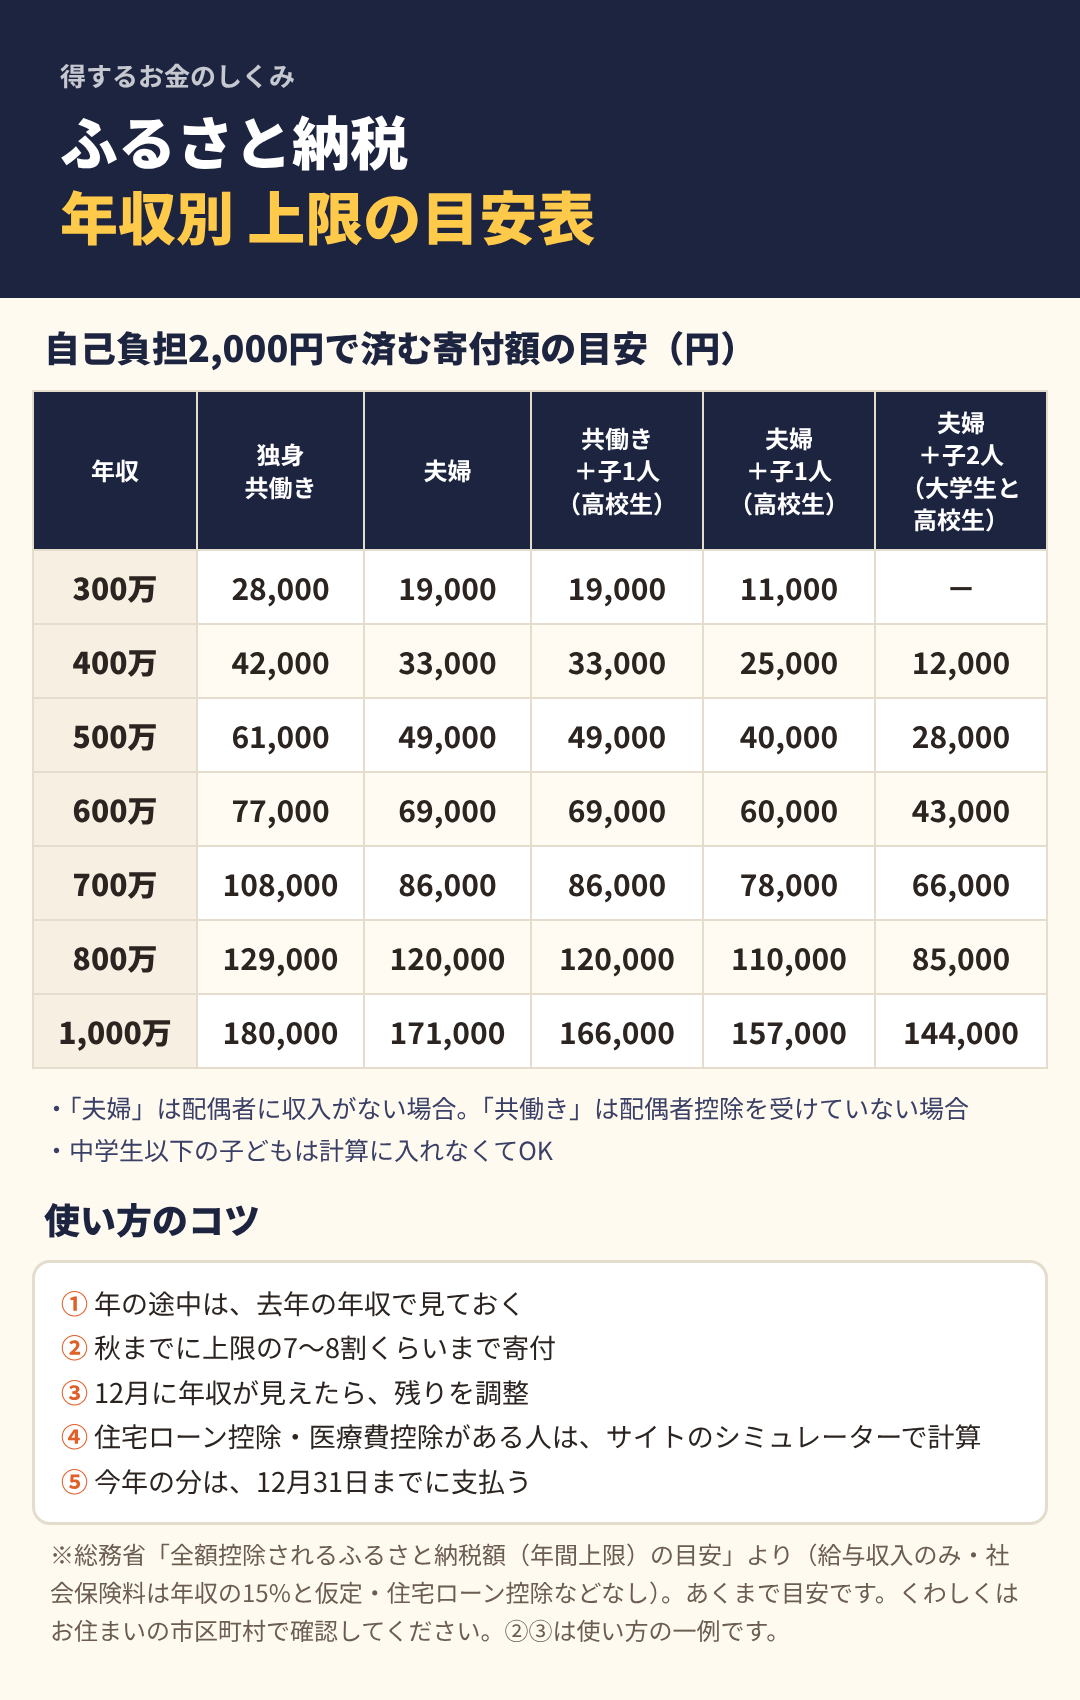 得するお金のしくみ
ふるさと納税
年収別 上限の目安表
自己負担2,000円で済む寄付額の目安（円）
年収 独身 共働き 夫婦 共働き ＋子1人 （高校生） 夫婦 ＋子1人 （高校生） 夫婦 ＋子2人 （大学生と 高校生）
300万 28,000 19,000 19,000 11,000 ー
400万 42,000 33,000 33,000 25,000 12,000
500万 61,000 49,000 49,000 40,000 28,000
600万 77,000 69,000 69,000 60,000 43,000
700万 108,000 86,000 86,000 78,000 66,000
800万 129,000 120,000 120,000 110,000 85,000
1,000万 180,000 171,000 166,000 157,000 144,000
・「夫婦」は配偶者に収入がない場合。「共働き」は配偶者控除を受けていない場合
・中学生以下の子どもは計算に入れなくてOK
使い方のコツ
① 年の途中は、去年の年収で見ておく
② 秋までに上限の7〜8割くらいまで寄付
③ 12月に年収が見えたら、残りを調整
④ 住宅ローン控除・医療費控除がある人は、サイトのシミュレーターで計算
⑤ 今年の分は、12月31日までに支払う
※総務省「全額控除されるふるさと納税額（年間上限）の目安」より（給与収入のみ・社
会保険料は年収の15%と仮定・住宅ローン控除などなし）。あくまで目安です。くわしくは
お住まいの市区町村で確認してください。②③は使い方の一例です。